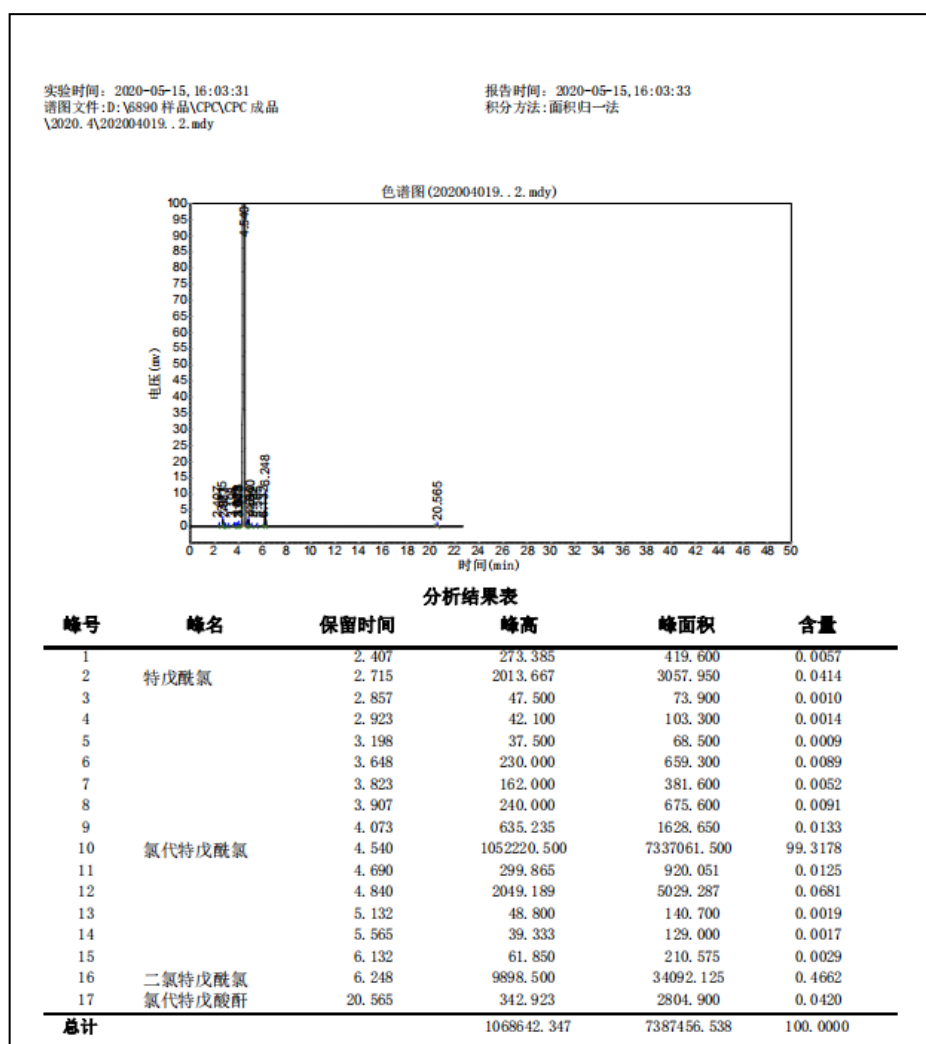 实验时间: 2020-05-15,16:03:31
谱图文件:D:\6890样品\CPC\CPC 成品
\2020.4\202004019..2.mdy
报告时间: 2020-05-15,16:03:33
积分方法:面积归一法
色谱图(202004019..2.mdy)
电压(mv)
100
95
90
85
80
75
70
65
60
55
50
45
40
35
30
25
20
15
10
5
0
4.540
6.248
20.565
0 2 4 6 8 10 12 14 16 18 20 22 24 26 28 30 32 34 36 38 40 42 44 46 48 50
时间(min)
分析结果表
峰号 峰名 保留时间 峰高 峰面积 含量
1 2.407 273.385 419.600 0.0057
2 特戊酰氯 2.715 2013.667 3057.950 0.0414
3 2.857 47.500 73.900 0.0010
4 2.923 42.100 103.300 0.0014
5 3.198 37.500 68.500 0.0009
6 3.648 230.000 659.300 0.0089
7 3.823 162.000 381.600 0.0052
8 3.907 240.000 675.600 0.0091
9 4.073 635.235 1628.650 0.0133
10 氯代特戊酰氯 4.540 1052220.500 7337061.500 99.3178
11 4.690 299.865 920.051 0.0125
12 4.840 2049.189 5029.287 0.0681
13 5.132 48.800 140.700 0.0019
14 5.565 39.333 129.000 0.0017
15 6.132 61.850 210.575 0.0029
16 二氯特戊酰氯 6.248 9898.500 34092.125 0.4662
17 氯代特戊酸酐 20.565 342.923 2804.900 0.0420
总计 1068642.347 7387456.538 100.0000